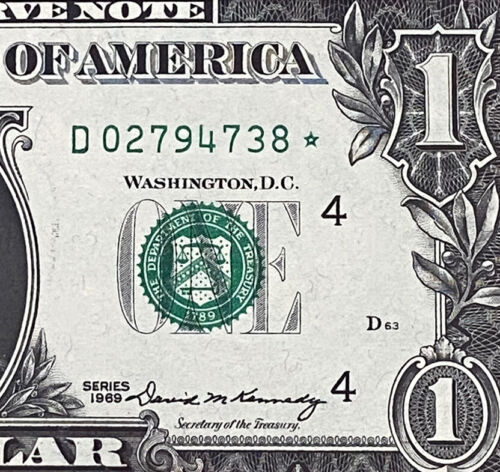 RVE NOTE
OF AMERICA
1
D 02794738 ★
WASHINGTON, D.C.
ONE
4
THE DEPARTMENT OF THE TREASURY
1789
D 63
SERIES
1969
David M Kennedy
4
Secretary of the Treasury.
1
LAR